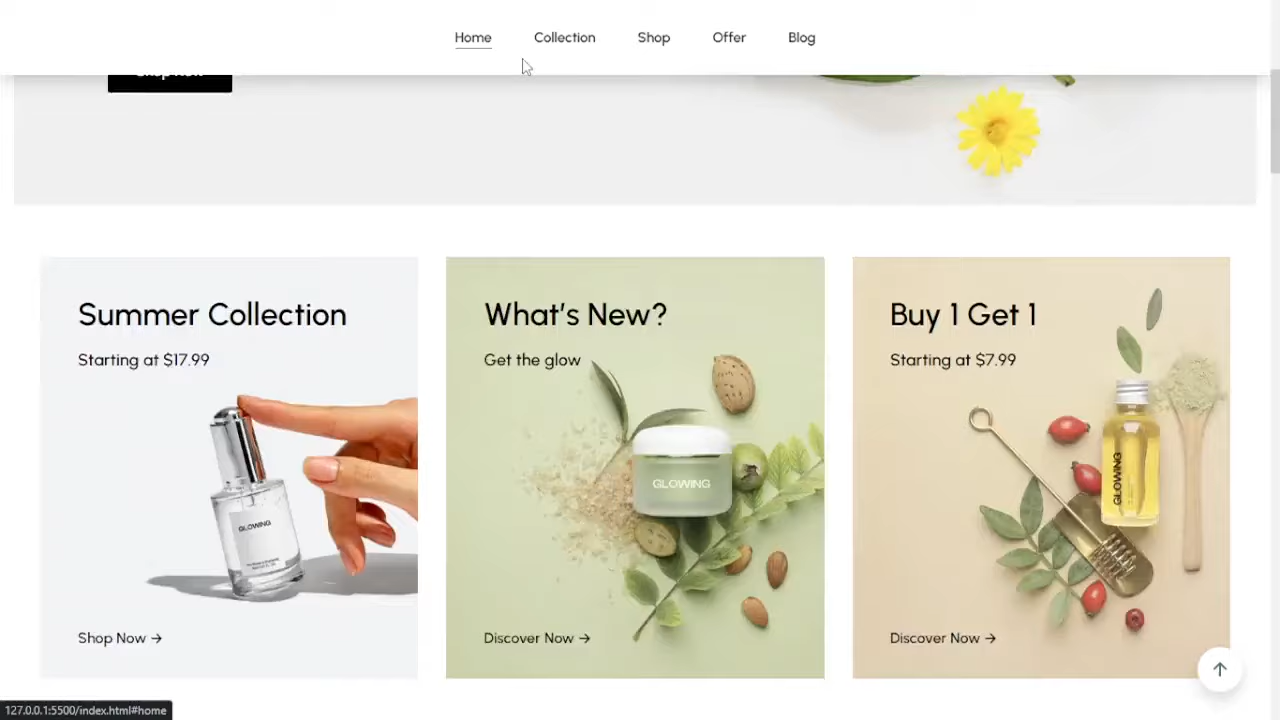 Home Collection Shop Offer Blog
Shop Now
Summer Collection
Starting at $17.99
GLOWING
Shop Now →
What's New?
Get the glow
GLOWING
Discover Now →
Buy 1 Get 1
Starting at $7.99
GLOWING
Discover Now →
127.0.0.1:5500/index.html#home